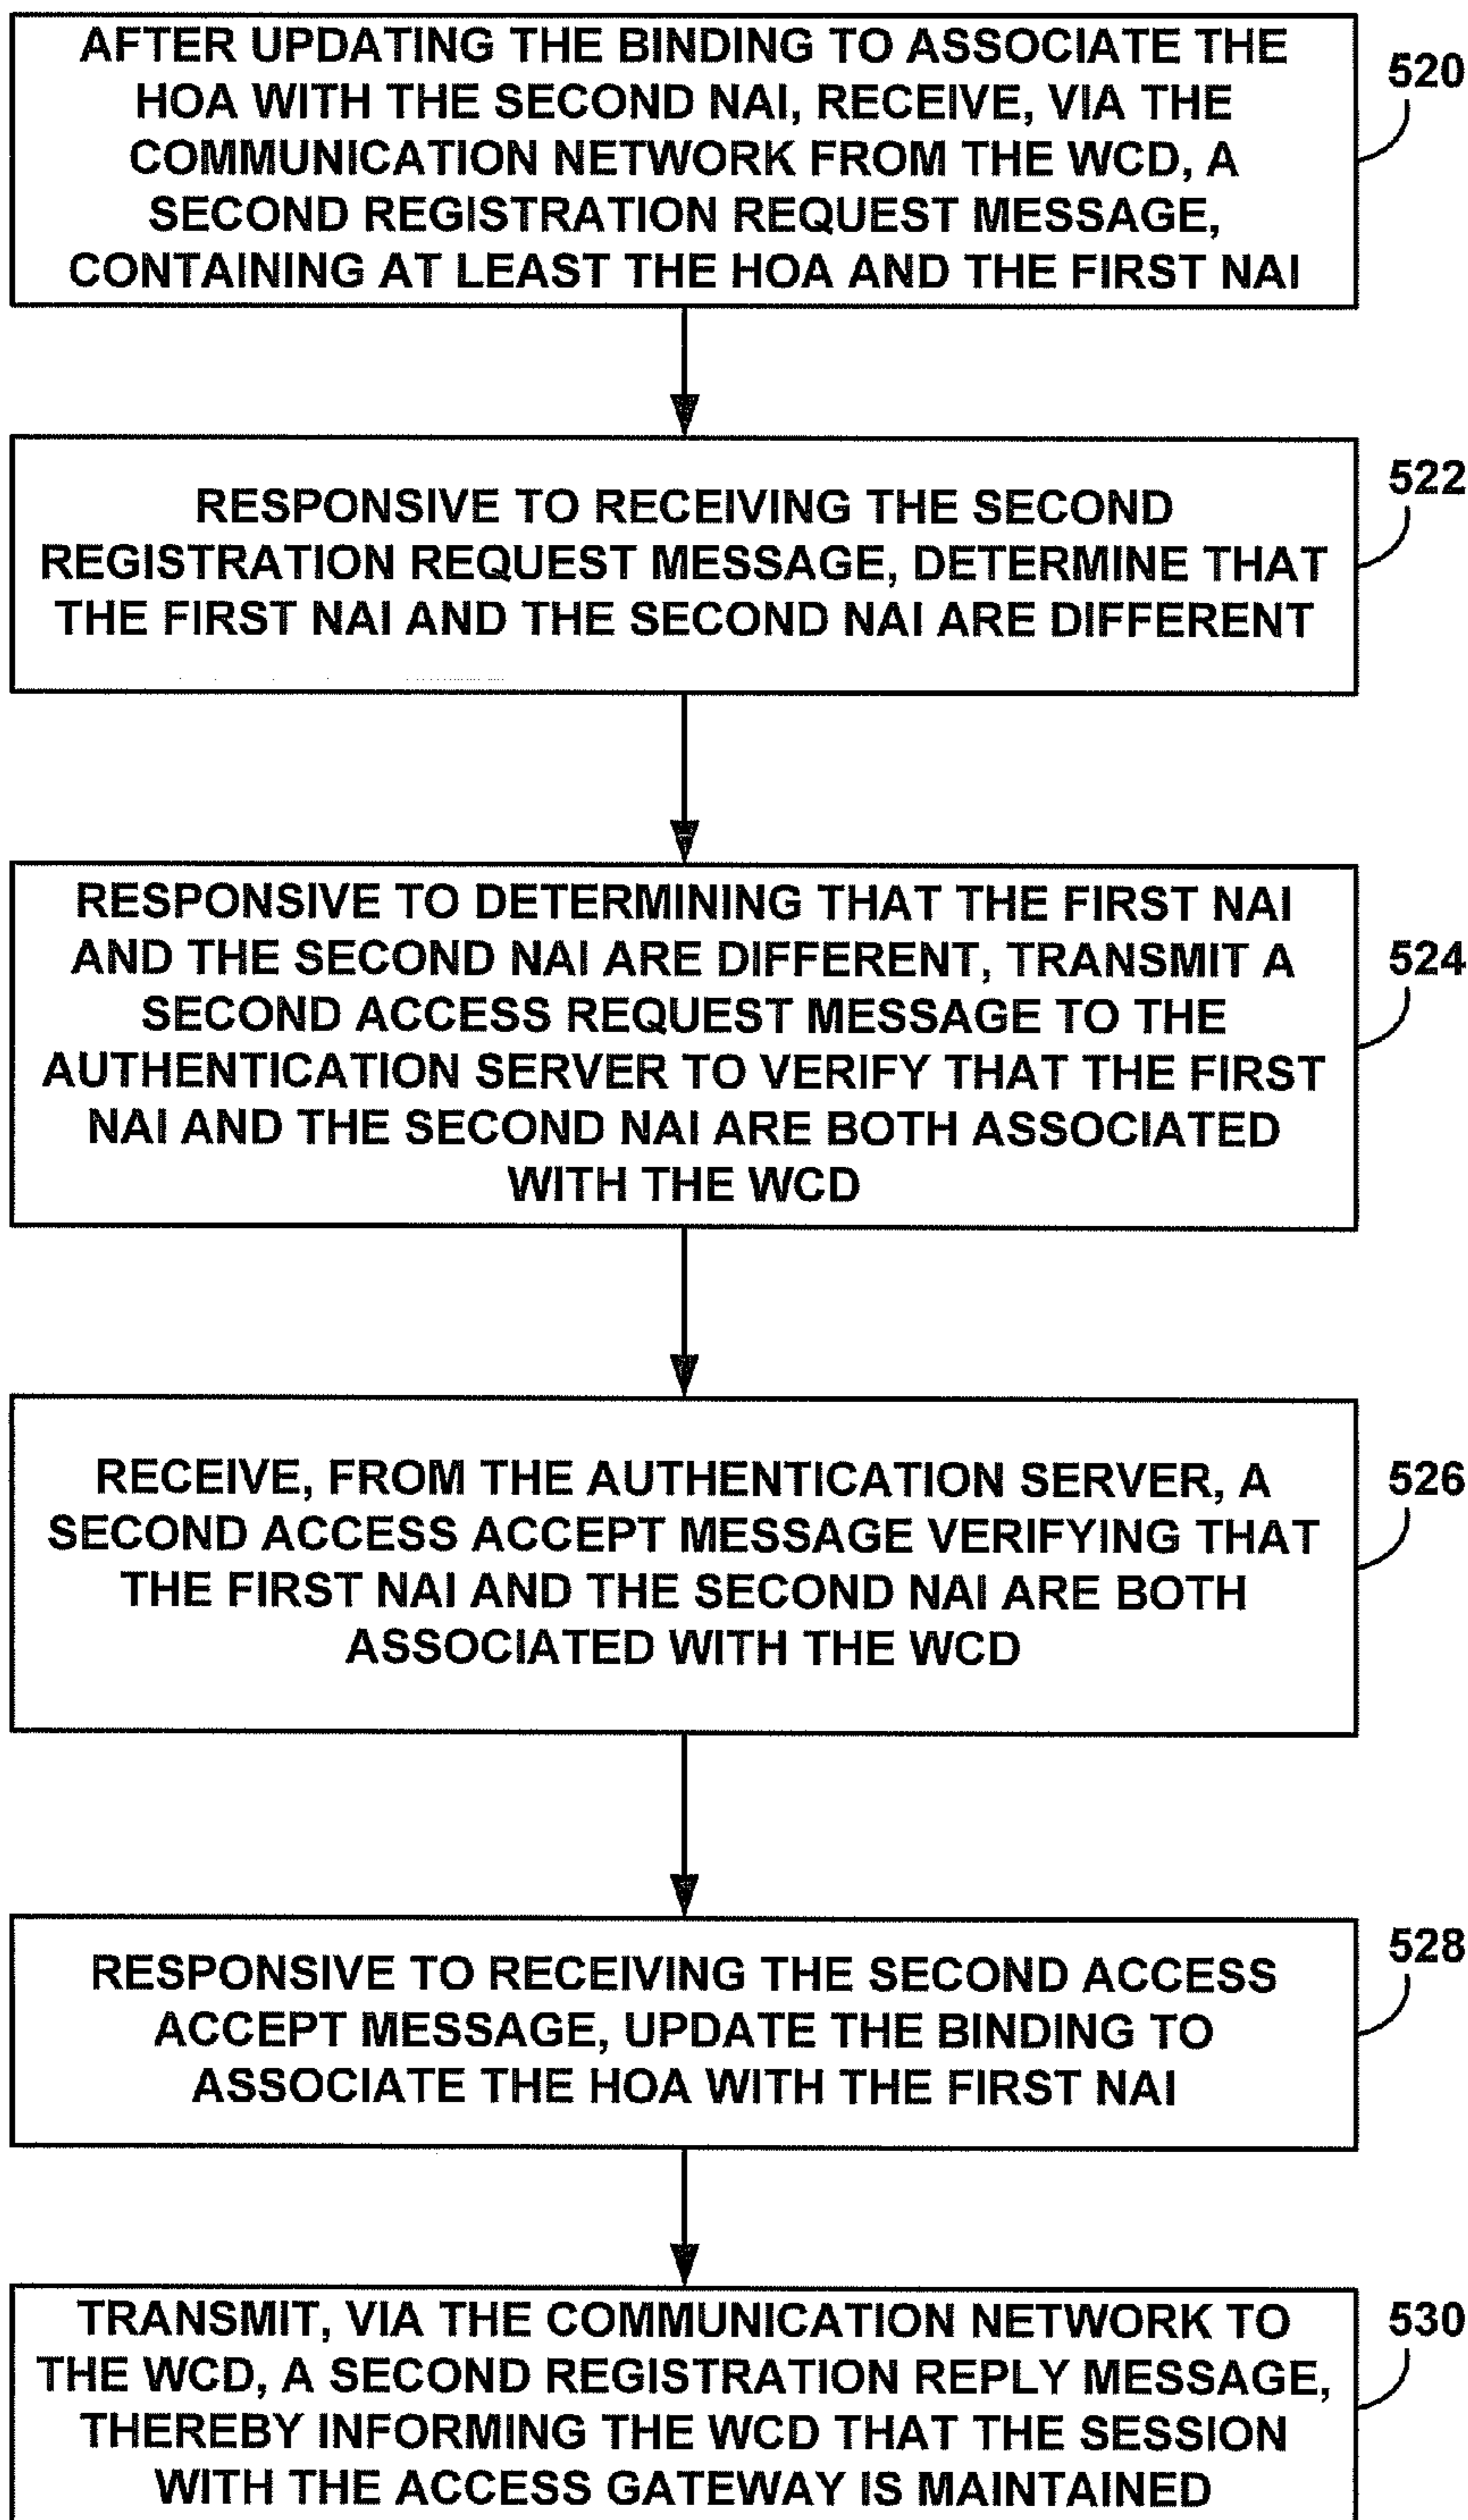 AFTER UPDATING THE BINDING TO ASSOCIATE THE
HOA WITH THE SECOND NAI, RECEIVE, VIA THE
COMMUNICATION NETWORK FROM THE WCD, A
SECOND REGISTRATION REQUEST MESSAGE,
CONTAINING AT LEAST THE HOA AND THE FIRST NAI
520
RESPONSIVE TO RECEIVING THE SECOND
REGISTRATION REQUEST MESSAGE, DETERMINE THAT
THE FIRST NAI AND THE SECOND NAI ARE DIFFERENT
522
RESPONSIVE TO DETERMINING THAT THE FIRST NAI
AND THE SECOND NAI ARE DIFFERENT, TRANSMIT A
SECOND ACCESS REQUEST MESSAGE TO THE
AUTHENTICATION SERVER TO VERIFY THAT THE FIRST
NAI AND THE SECOND NAI ARE BOTH ASSOCIATED
WITH THE WCD
524
RECEIVE, FROM THE AUTHENTICATION SERVER, A
SECOND ACCESS ACCEPT MESSAGE VERIFYING THAT
THE FIRST NAI AND THE SECOND NAI ARE BOTH
ASSOCIATED WITH THE WCD
526
RESPONSIVE TO RECEIVING THE SECOND ACCESS
ACCEPT MESSAGE, UPDATE THE BINDING TO
ASSOCIATE THE HOA WITH THE FIRST NAI
528
TRANSMIT, VIA THE COMMUNICATION NETWORK TO
THE WCD, A SECOND REGISTRATION REPLY MESSAGE,
THEREBY INFORMING THE WCD THAT THE SESSION
WITH THE ACCESS GATEWAY IS MAINTAINED
530